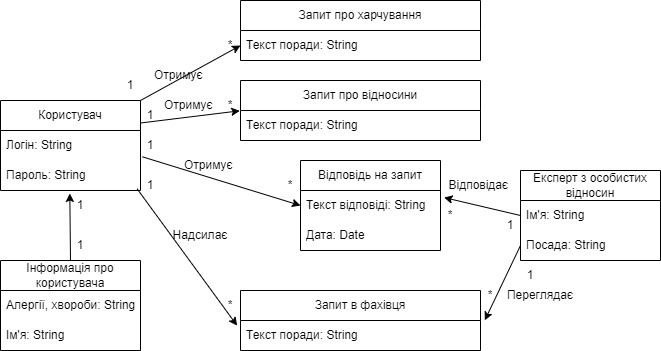 Запит про харчування
Текст поради: String
*
Отримує
1
Запит про відносини
Текст поради: String
*
Отримує
1
Користувач
Логін: String
Пароль: String
1
Отримує
*
1
Відповідь на запит
Текст відповіді: String
Дата: Date
Відповідає
*
1
Експерт з особистих
відносин
Ім'я: String
Посада: String
1
1
Надсилає
*
1
Інформація про
користувача
Алергії, хвороби: String
Ім'я: String
Запит в фахівця
Текст поради: String
*
Переглядає